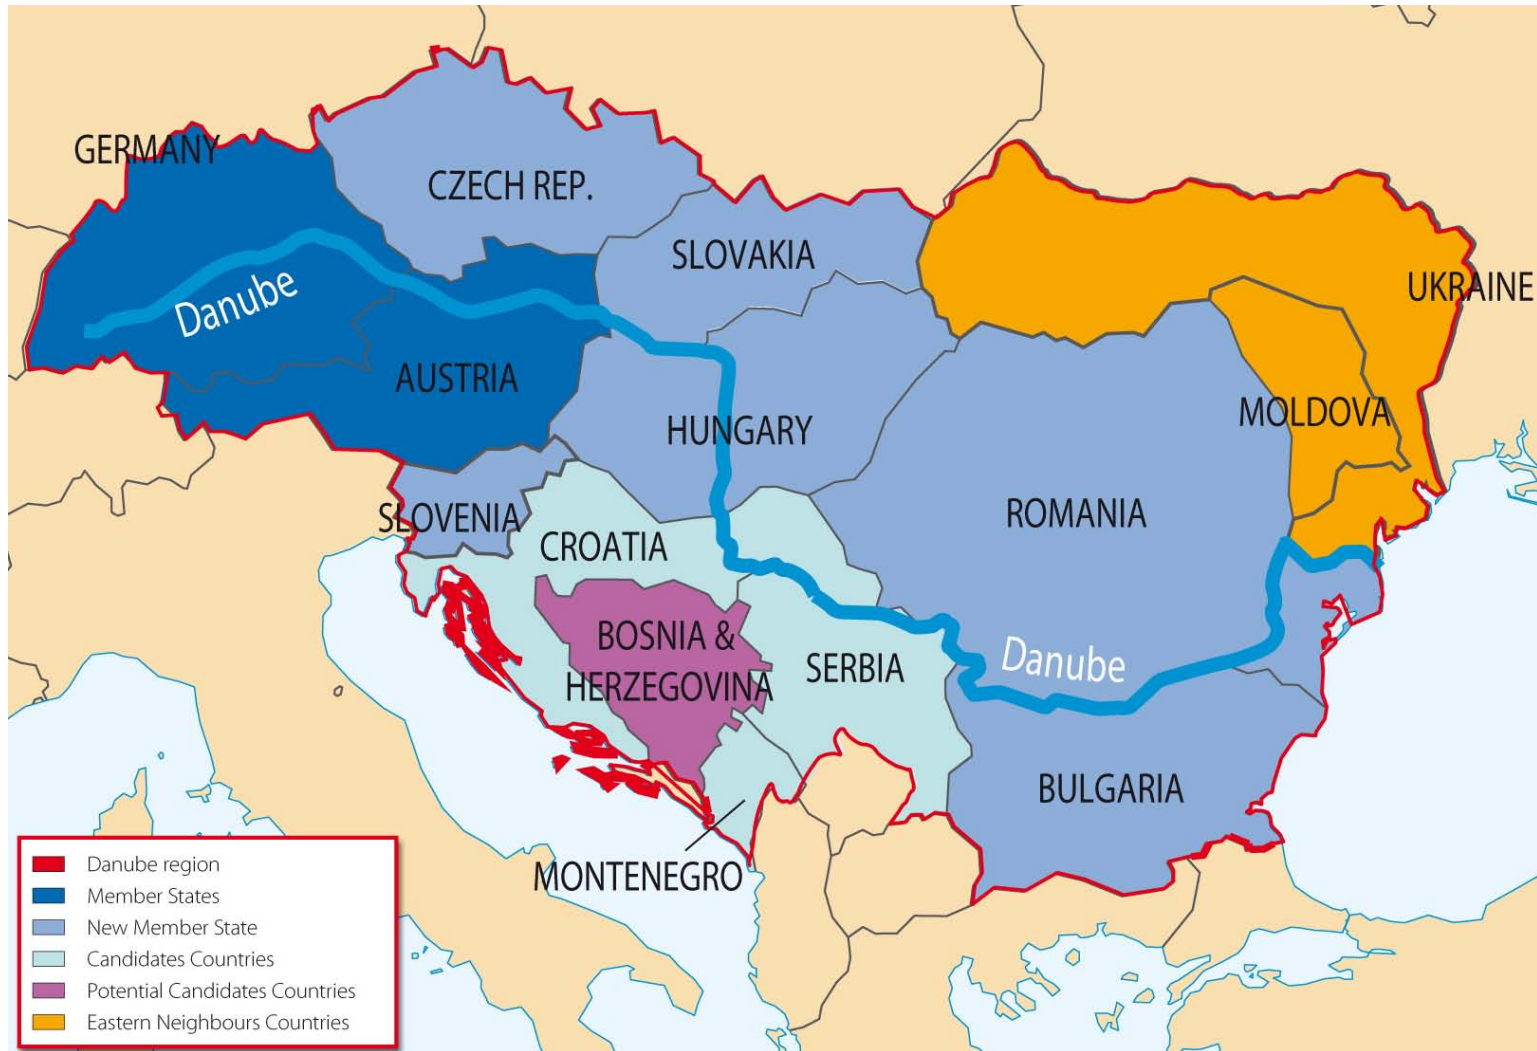 GERMANY
CZECH REP.
SLOVAKIA
UKRAINE
Danube
AUSTRIA
HUNGARY
MOLDOVA
SLOVENIA
CROATIA
ROMANIA
BOSNIA &
HERZEGOVINA
SERBIA
Danube
BULGARIA
MONTENEGRO
Danube region
Member States
New Member State
Candidates Countries
Potential Candidates Countries
Eastern Neighbours Countries